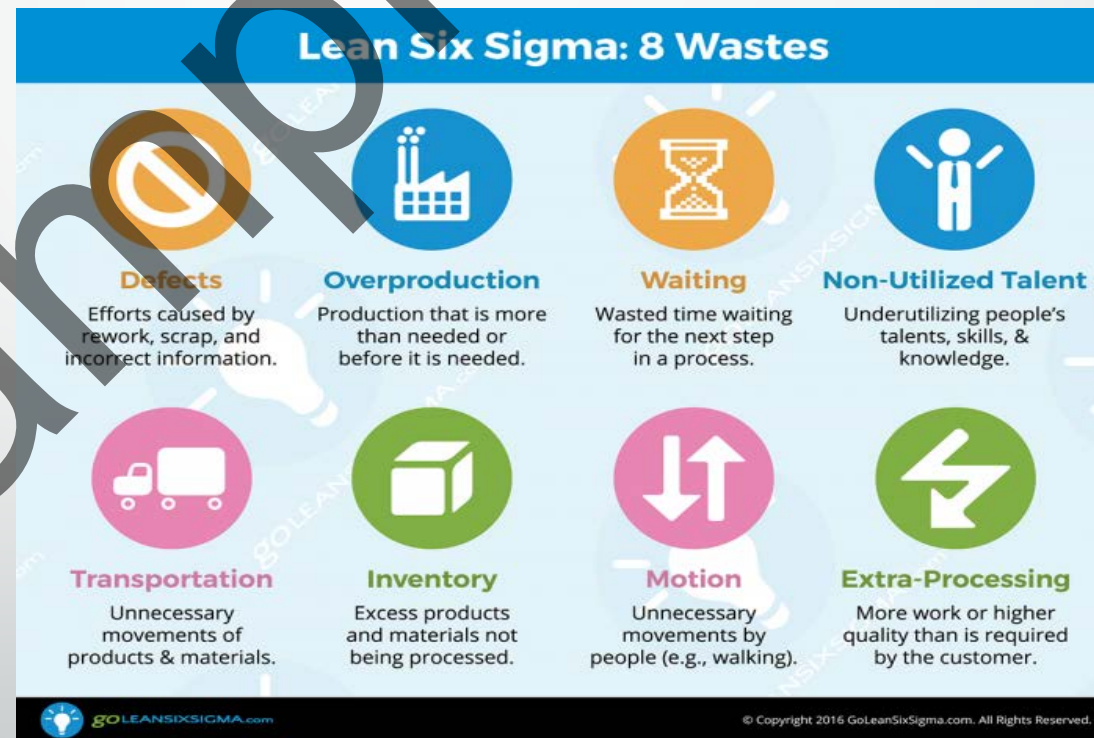 Lean Six Sigma: 8 Wastes
Defects
Efforts caused by
rework, scrap, and
incorrect information.
Overproduction
Production that is more
than needed or
before it is needed.
Waiting
Wasted time waiting
for the next step
in a process.
Non-Utilized Talent
Underutilizing people’s
talents, skills, &
knowledge.
Transportation
Unnecessary
movements of
products & materials.
Inventory
Excess products
and materials not
being processed.
Motion
Unnecessary
movements by
people (e.g., walking).
Extra-Processing
More work or higher
quality than is required
by the customer.
GOLEANSIXSIGMA.com
© Copyright 2016 GoLeanSixSigma.com. All Rights Reserved.